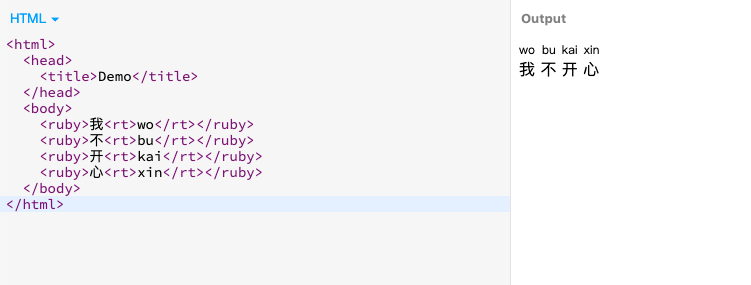 HTML
<html>
  <head>
    <title>Demo</title>
  </head>
  <body>
    <ruby>我<rt>wo</rt></ruby>
    <ruby>不<rt>bu</rt></ruby>
    <ruby>开<rt>kai</rt></ruby>
    <ruby>心<rt>xin</rt></ruby>
  </body>
</html>
Output
wo bu kai xin
我 不 开 心